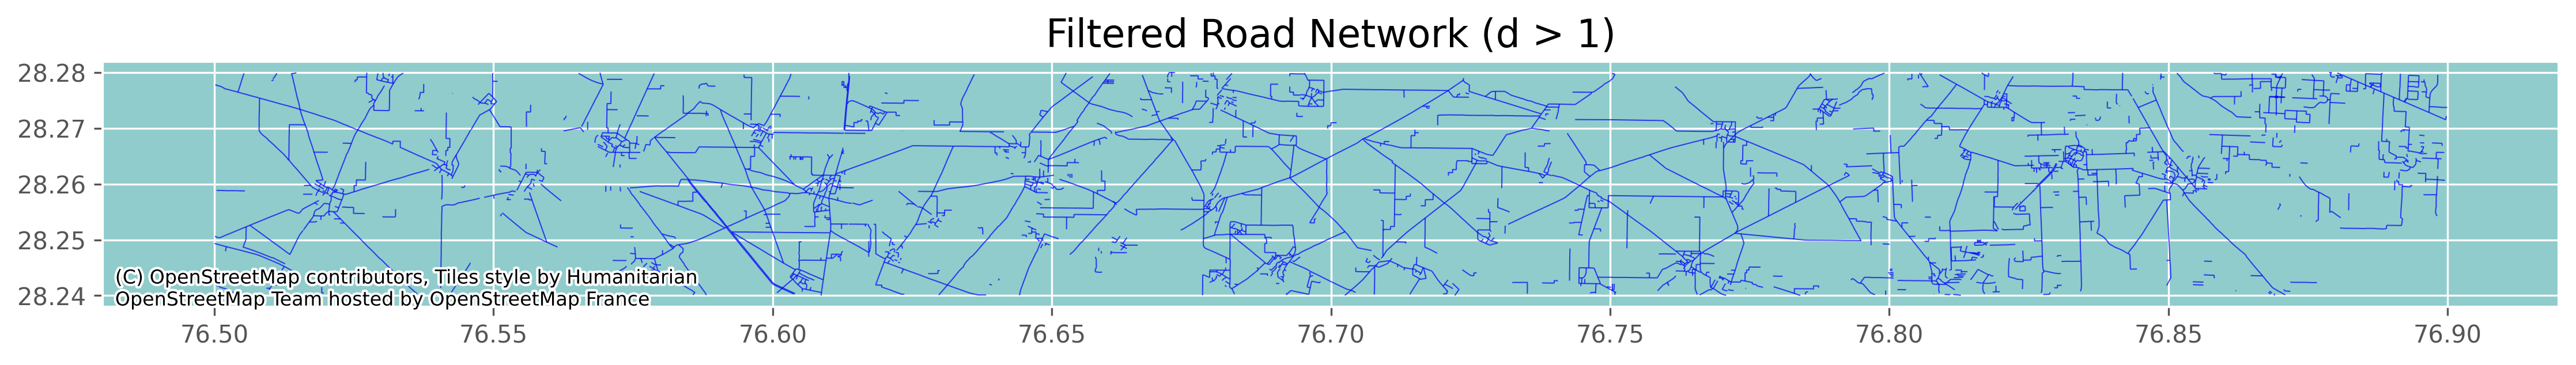 Filtered Road Network (d > 1)
28.28
28.27
28.26
28.25
28.24
(C) OpenStreetMap contributors, Tiles style by Humanitarian
OpenStreetMap Team hosted by OpenStreetMap France
76.50 76.55 76.60 76.65 76.70 76.75 76.80 76.85 76.90